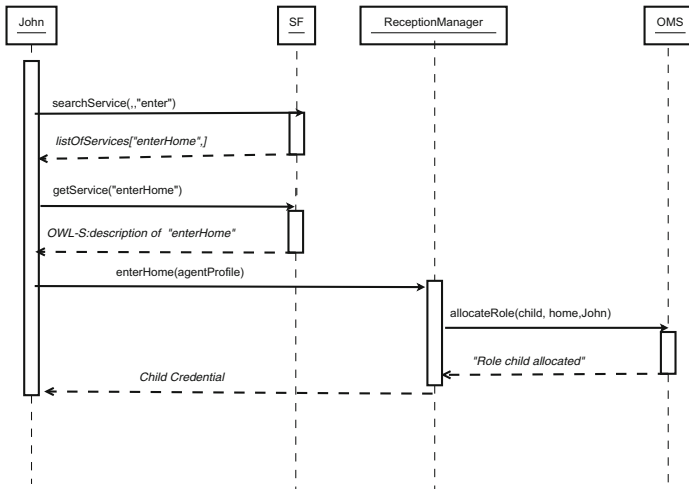 John
SF
ReceptionManager
OMS
searchService(,,"enter")
listOfServices["enterHome",]
getService("enterHome")
OWL-S:description of "enterHome"
enterHome(agentProfile)
allocateRole(child, home,John)
"Role child allocated"
Child Credential